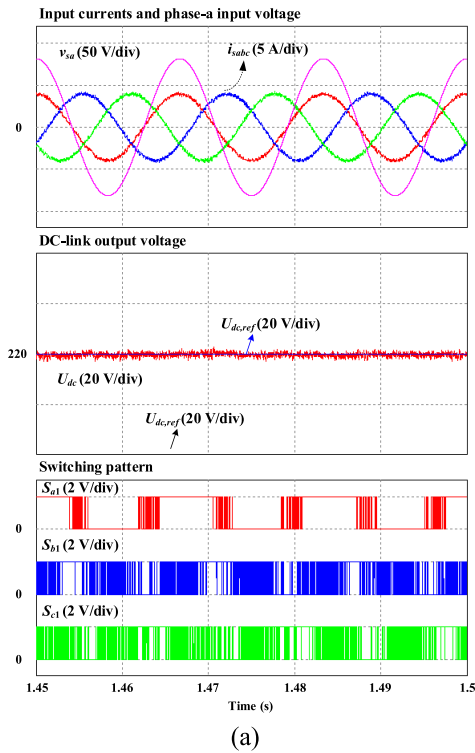 Input currents and phase-a input voltage
vsa (50 V/div)
isabc (5 A/div)
0
DC-link output voltage
Udc,ref (20 V/div)
220
Udc (20 V/div)
Udc,ref (20 V/div)
Switching pattern
Sa1 (2 V/div)
0
Sb1 (2 V/div)
0
Sc1 (2 V/div)
0
1.45 1.46 1.47 1.48 1.49 1.5
Time (s)
(a)